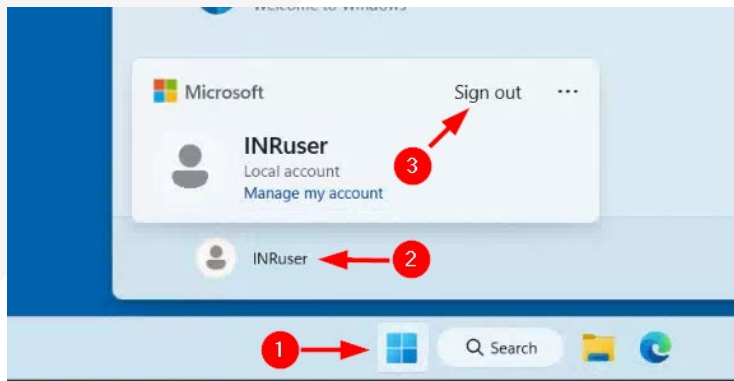 Welcome to Windows
Microsoft
Sign out
...
3
INRuser
Local account
Manage my account
INRuser
2
1
Search